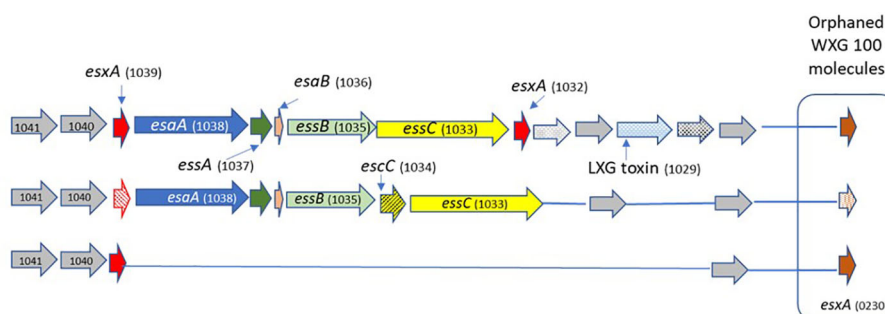 Orphaned
WXG 100
molecules
esxA (1039)
esaB (1036)
esxA (1032)
1041 1040 esaA (1038) essB (1035) essC (1033)
essA (1037)
escC (1034)
LXG toxin (1029)
1041 1040 esaA (1038) essB (1035) essC (1033)
1041 1040
esxA (0230